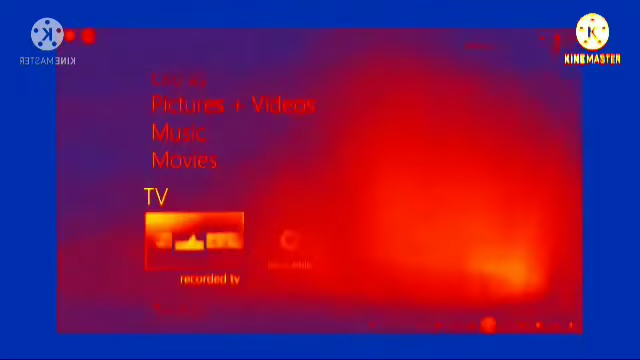 KINEMASTER
KINEMASTER
Pictures + Videos
Music
Movies
TV
recorded tv